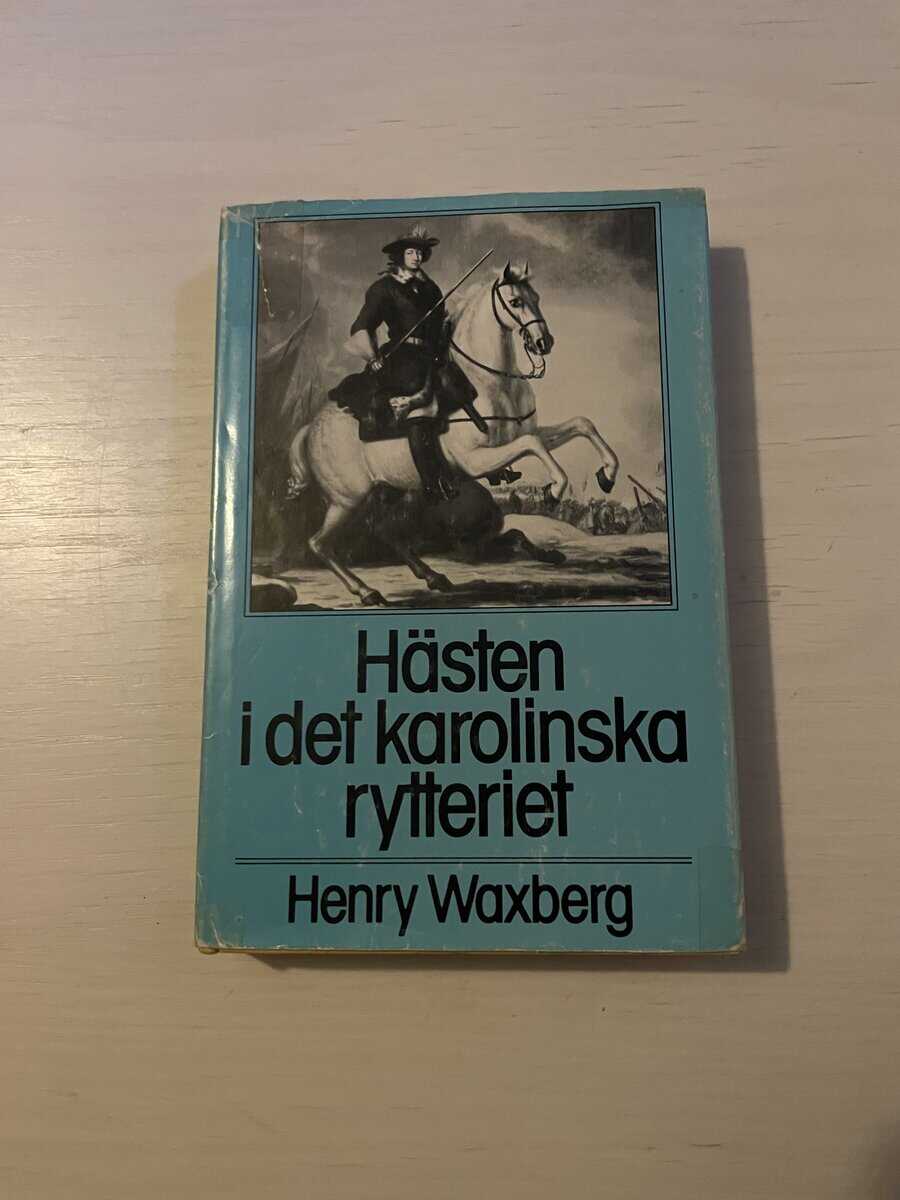 Hästen
i det karolinska
rytteriet
Henry Waxberg